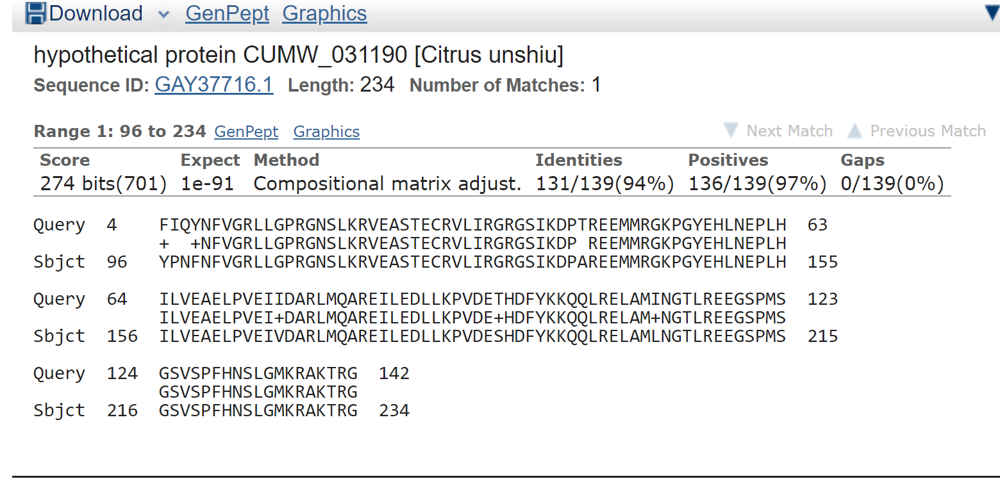 Download GenPept Graphics
hypothetical protein CUMW_031190 [Citrus unshiu]
Sequence ID: GAY37716.1 Length: 234 Number of Matches: 1
Range 1: 96 to 234 GenPept Graphics Next Match Previous Match
Score Expect Method Identities Positives Gaps
274 bits(701) 1e-91 Compositional matrix adjust. 131/139(94%) 136/139(97%) 0/139(0%)
Query 4 FIQYNFVGRLLGPRGNSLKRVEASTECRVLIRGRGSIKDPTREEMMRGKPGYEHLNEPLH 63
+  +NFVGRLLGPRGNSLKRVEASTECRVLIRGRGSIKDP REEMMRGKPGYEHLNEPLH
Sbjct 96 YPNFNFVGRLLGPRGNSLKRVEASTECRVLIRGRGSIKDPAREEMMRGKPGYEHLNEPLH 155
Query 64 ILVEAELPVEIIDARLMQAREILEDLLKPVDETHDFYKKQQLRELAMINGTLREEGSPMS 123
ILVEAELPVEI+DARLMQAREILEDLLKPVDE+HDFYKKQQLRELAM+NGTLREEGSPMS
Sbjct 156 ILVEAELPVEIVDARLMQAREILEDLLKPVDESHDFYKKQQLRELAMLNGTLREEGSPMS 215
Query 124 GSVSPFHNSLGMKRAKTRG 142
GSVSPFHNSLGMKRAKTRG
Sbjct 216 GSVSPFHNSLGMKRAKTRG 234